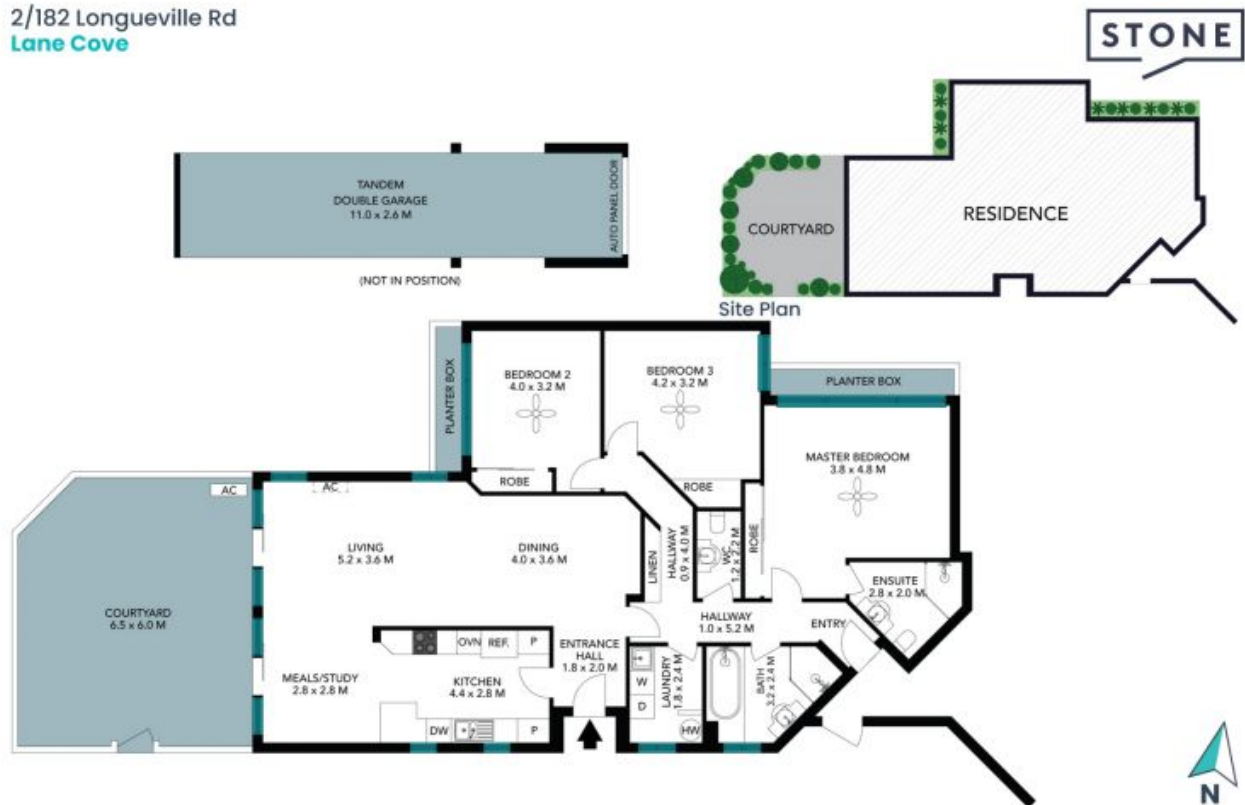 2/182 Longueville Rd
Lane Cove
STONE
TANDEM
DOUBLE GARAGE
11.0 x 2.6 M
AUTO PANEL DOOR
(NOT IN POSITION)
COURTYARD
RESIDENCE
Site Plan
PLANTER BOX
BEDROOM 2
4.0 x 3.2 M
ROBE
BEDROOM 3
4.2 x 3.2 M
ROBE
PLANTER BOX
MASTER BEDROOM
3.8 x 4.8 M
ROBE
AC
AC
LIVING
5.2 x 3.6 M
DINING
4.0 x 3.6 M
LINEN
HALLWAY
0.9 x 4.0 M
WC
1.2 x 2.2 M
ENSUITE
2.8 x 2.0 M
COURTYARD
6.5 x 6.0 M
HALLWAY
1.0 x 5.2 M
ENTRY
OVN
REF.
P
ENTRANCE
HALL
1.8 x 2.0 M
MEALS/STUDY
2.8 x 2.8 M
KITCHEN
4.4 x 2.8 M
DW
P
W
D
LAUNDRY
1.8 x 2.4 M
HW
BATH
3.2 x 2.4 M
N